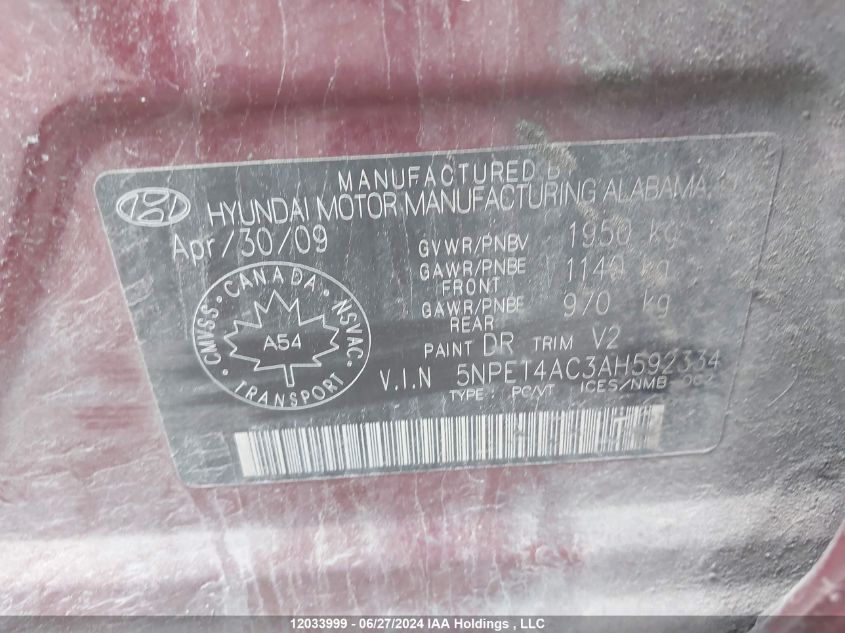 MANUFACTURED B
HYUNDAI MOTOR MANUFACTURING ALABAMA
Apr/30/09
GVWR/PNBV 1950 kg
GAWR/PNBE FRONT 1140 kg
GAWR/PNBE REAR 970 kg
PAINT DR TRIM V2
V.I.N 5NPET4AC3AH592334
TYPE: PC/VT ICES/NMB 002
CANADA
CMVSS NSVAC
A54
TRANSPORT
12033999 - 06/27/2024 IAA Holdings , LLC